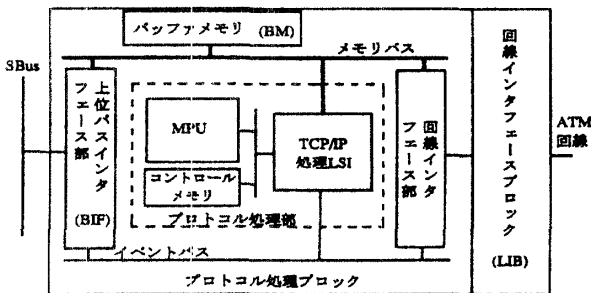 バッファメモリ (BM)
メモリバス
SBus
上位バスインタフェース部
(BIF)
MPU
コントロールメモリ
TCP/IP
処理LSI
プロトコル処理部
回線インタフェース部
回線インタフェースブロック
(LIB)
ATM
回線
イベントバス
プロトコル処理ブロック